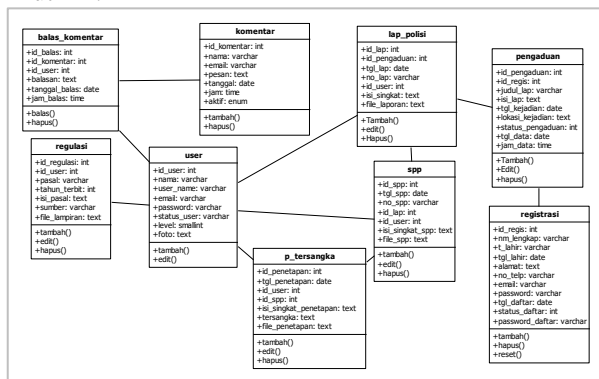 balas_komentar
+id_balas: int
+id_komentar: int
+id_user: int
+balasan: text
+tanggal_balas: date
+jam_balas: time
+balas()
+hapus()
komentar
+id_komentar: int
+nama: varchar
+email: varchar
+pesan: text
+tanggal: date
+jam: time
+aktif: enum
+tambah()
+hapus()
lap_polisi
+id_lap: int
+id_pengaduan: int
+tgl_lap: date
+no_lap: varchar
+id_user: int
+isi_singkat: text
+file_laporan: text
+Tambah()
+edit()
+Hapus()
pengaduan
+id_pengaduan: int
+id_regis: int
+judul_lap: varchar
+isi_lap: text
+tgl_kejadian: date
+lokasi_kejadian: text
+status_pengaduan: int
+tgl_data: date
+jam_data: time
+Tambah()
+Edit()
+hapus()
regulasi
+id_regulasi: int
+id_user: int
+pasal: varchar
+tahun_terbit: int
+isi_pasal: text
+sumber: varchar
+file_lampiran: text
+tambah()
+edit()
+hapus()
user
+id_user: int
+nama: varchar
+user_name: varchar
+email: varchar
+password: varchar
+status_user: varchar
+level: smallint
+foto: text
+tambah()
+edit()
spp
+id_spp: int
+tgl_spp: date
+no_spp: varchar
+id_lap: int
+id_user: int
+isi_singkat_spp: text
+file_spp: text
+tambah()
+edit()
+hapus()
registrasi
+id_regis: int
+nm_lengkap: varchar
+t_lahir: varchar
+tgl_lahir: date
+alamat: text
+no_telp: varchar
+email: varchar
+password: varchar
+tgl_daftar: date
+status_daftar: int
+password_daftar: varchar
+tambah()
+hapus()
+reset()
p_tersangka
+id_penetapan: int
+tgl_penetapan: date
+id_user: int
+id_spp: int
+isi_singkat_penetapan: text
+tersangka: text
+file_penetapan: text
+tambah()
+edit()
+hapus()